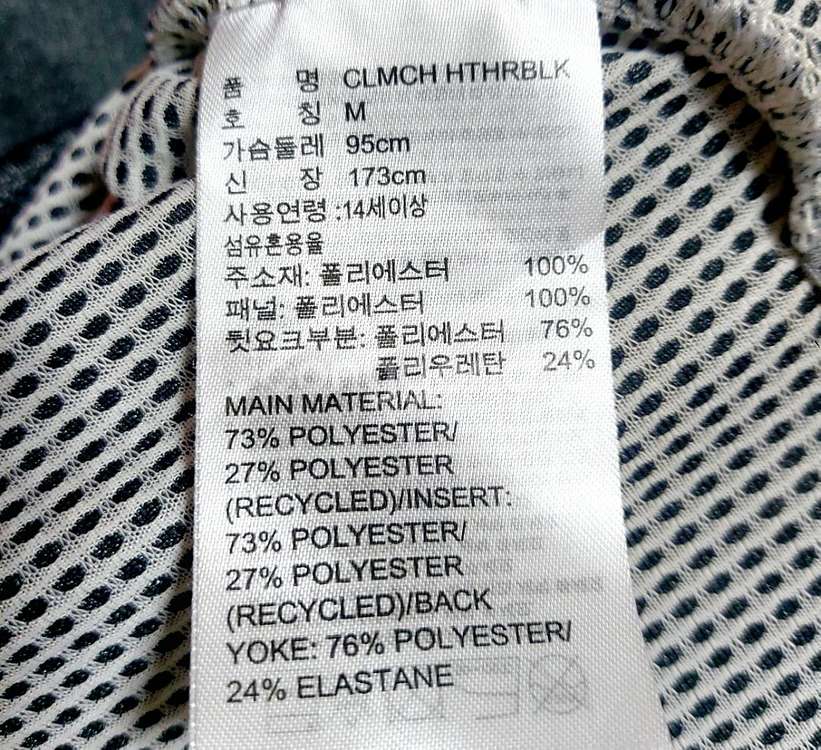 품 명 CLMCH HTHRBLK
호 칭 M
가슴둘레 95cm
신 장 173cm
사용연령 :14세이상
섬유혼용율
주소재: 폴리에스터 100%
패널: 폴리에스터 100%
뒷요크부분: 폴리에스터 76%
폴리우레탄 24%
MAIN MATERIAL:
73% POLYESTER/
27% POLYESTER
(RECYCLED)/INSERT:
73% POLYESTER/
27% POLYESTER
(RECYCLED)/BACK
YOKE: 76% POLYESTER/
24% ELASTANE